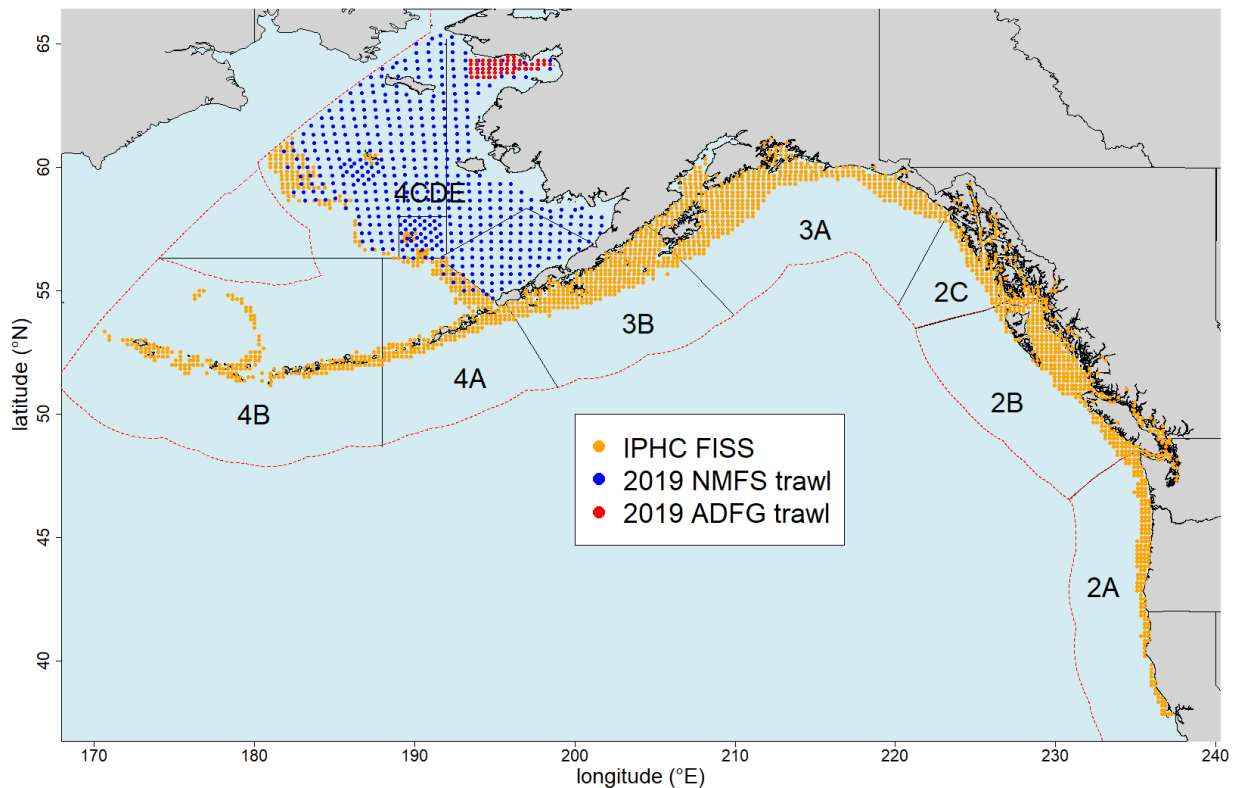 65
60
55
50
45
40
latitude (°N)
4CDE
3A
2C
3B
4A
2B
4B
2A
IPHC FISS
2019 NMFS trawl
2019 ADFG trawl
170
180
190
200
210
220
230
240
longitude (°E)